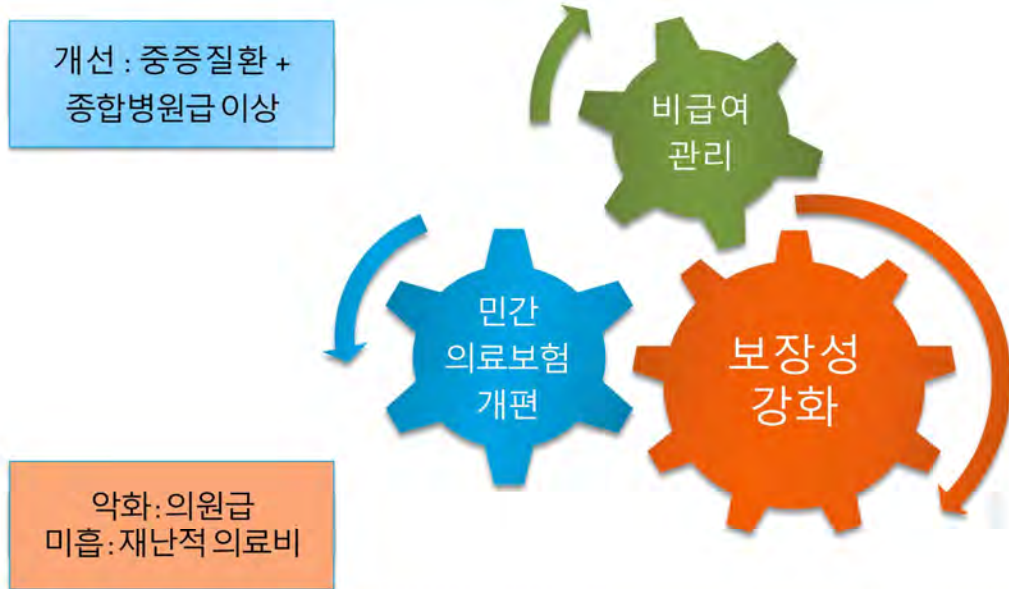 개선 : 중증질환 +
종합병원급 이상
비급여
관리
민간
의료보험
개편
보장성
강화
악화 : 의원급
미흡 : 재난적 의료비